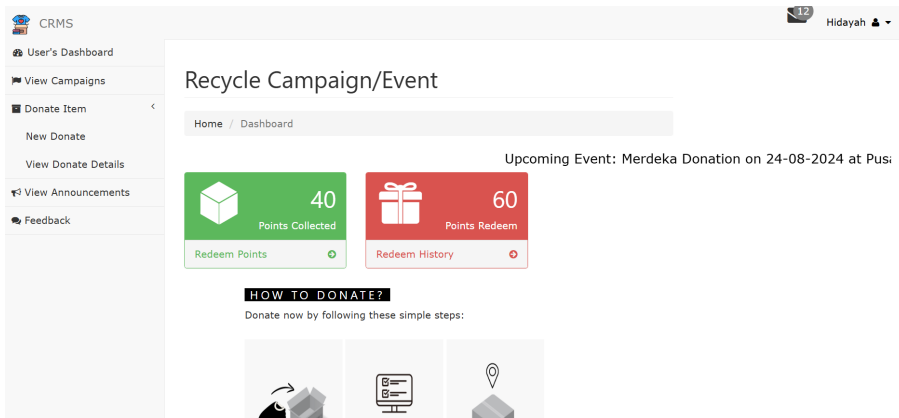 CRMS
12
Hidayah
User's Dashboard
View Campaigns
Donate Item
New Donate
View Donate Details
View Announcements
Feedback
Recycle Campaign/Event
Home / Dashboard
Upcoming Event: Merdeka Donation on 24-08-2024 at
40
Points Collected
Redeem Points
60
Points Redeem
Redeem History
HOW TO DONATE?
Donate now by following these simple steps: